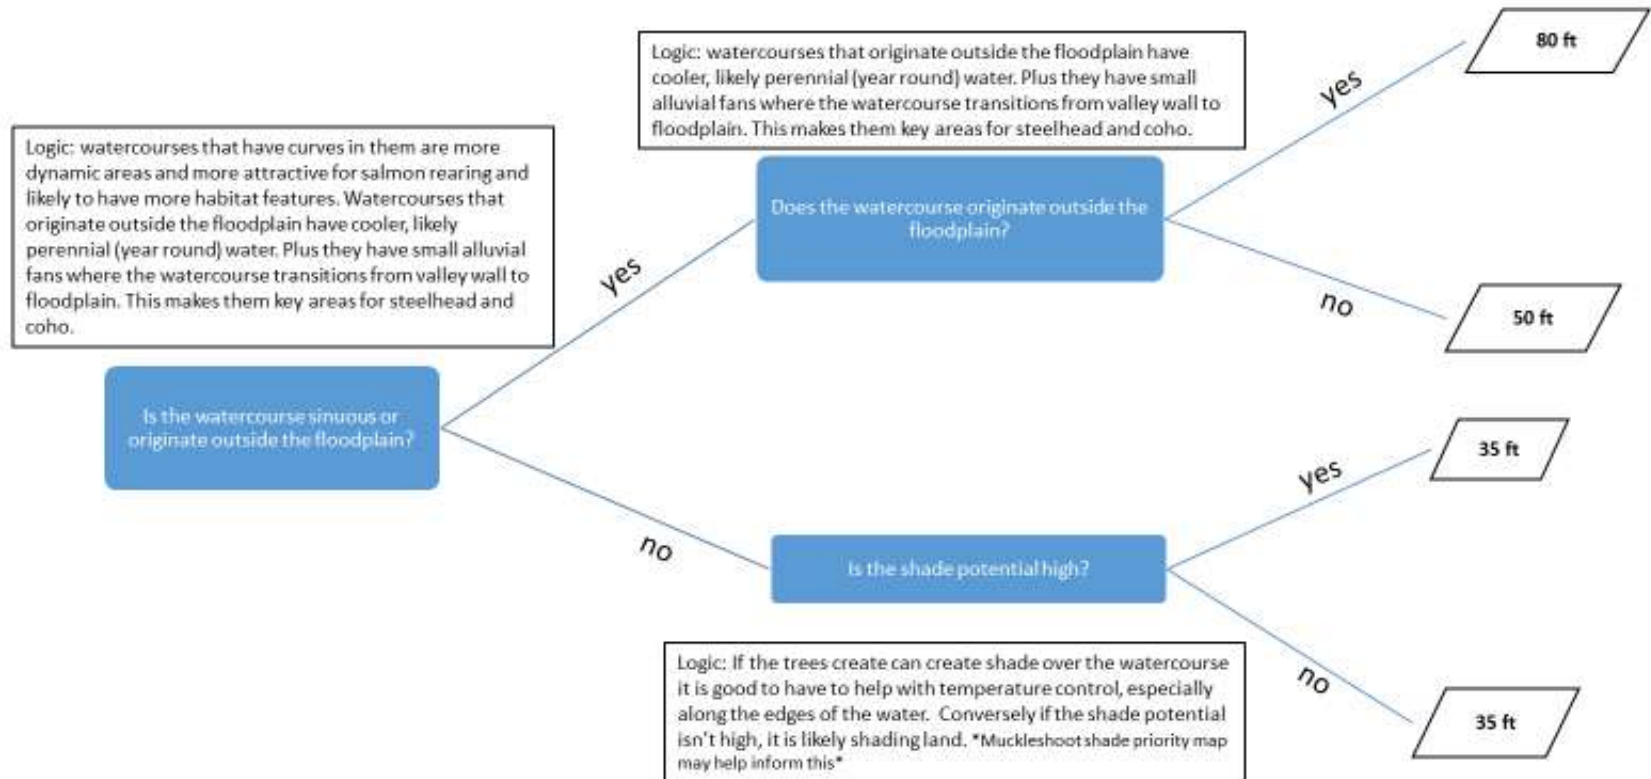 Logic: watercourses that have curves in them are more
dynamic areas and more attractive for salmon rearing and
likely to have more habitat features. Watercourses that
originate outside the floodplain have cooler, likely
perennial (year round) water. Plus they have small alluvial
fans where the watercourse transitions from valley wall to
floodplain. This makes them key areas for steelhead and
coho.
Is the watercourse sinuous or
originate outside the floodplain?
yes
no
Logic: watercourses that originate outside the floodplain have
cooler, likely perennial (year round) water. Plus they have small
alluvial fans where the watercourse transitions from valley wall to
floodplain. This makes them key areas for steelhead and coho.
Does the watercourse originate outside the
floodplain?
yes
80 ft
no
50 ft
Is the shade potential high?
yes
35 ft
no
35 ft
Logic: If the trees create can create shade over the watercourse
it is good to have to help with temperature control, especially
along the edges of the water.  Conversely if the shade potential
isn't high, it is likely shading land. *Muckleshoot shade priority map
may help inform this*